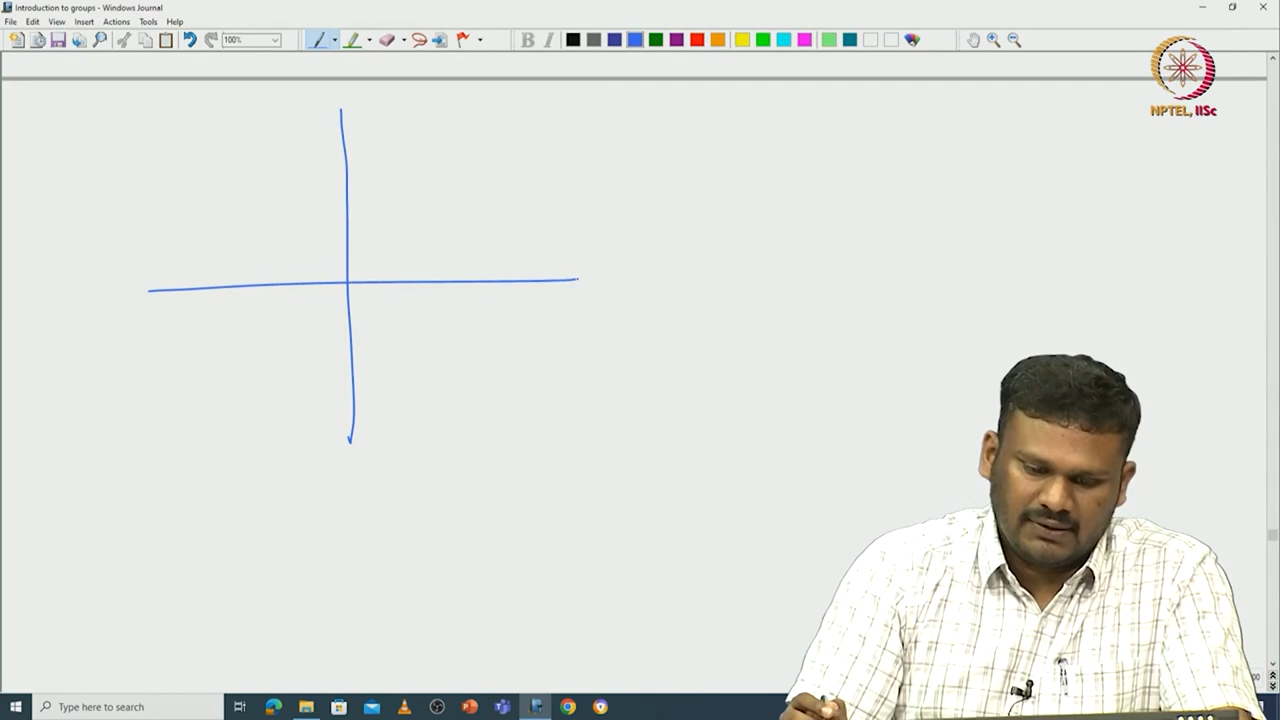 Introduction to groups - Windows Journal
File Edit View Insert Actions Tools Help
100%
B I
NPTEL, IISc
Type here to search